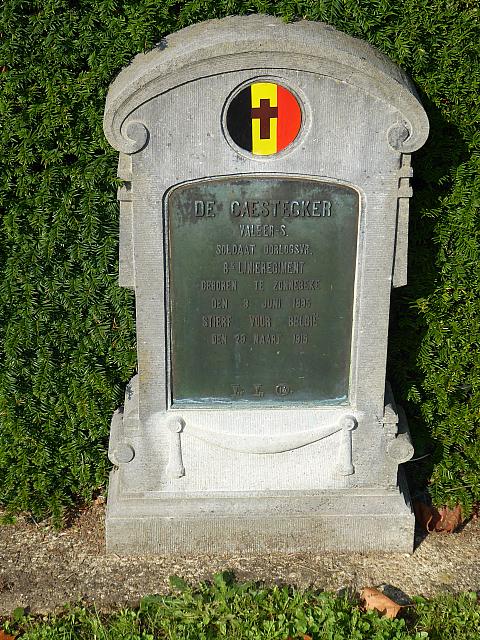 DE CAESTECKER
VALEER-S.
SOLDAAT OORLOGSVR.
8E LINIEREGIMENT
GEBOREN TE ZONNEBEKE
DEN 3 JUNI 1895
STIERF VOOR BELGIË
DEN 29 MAART